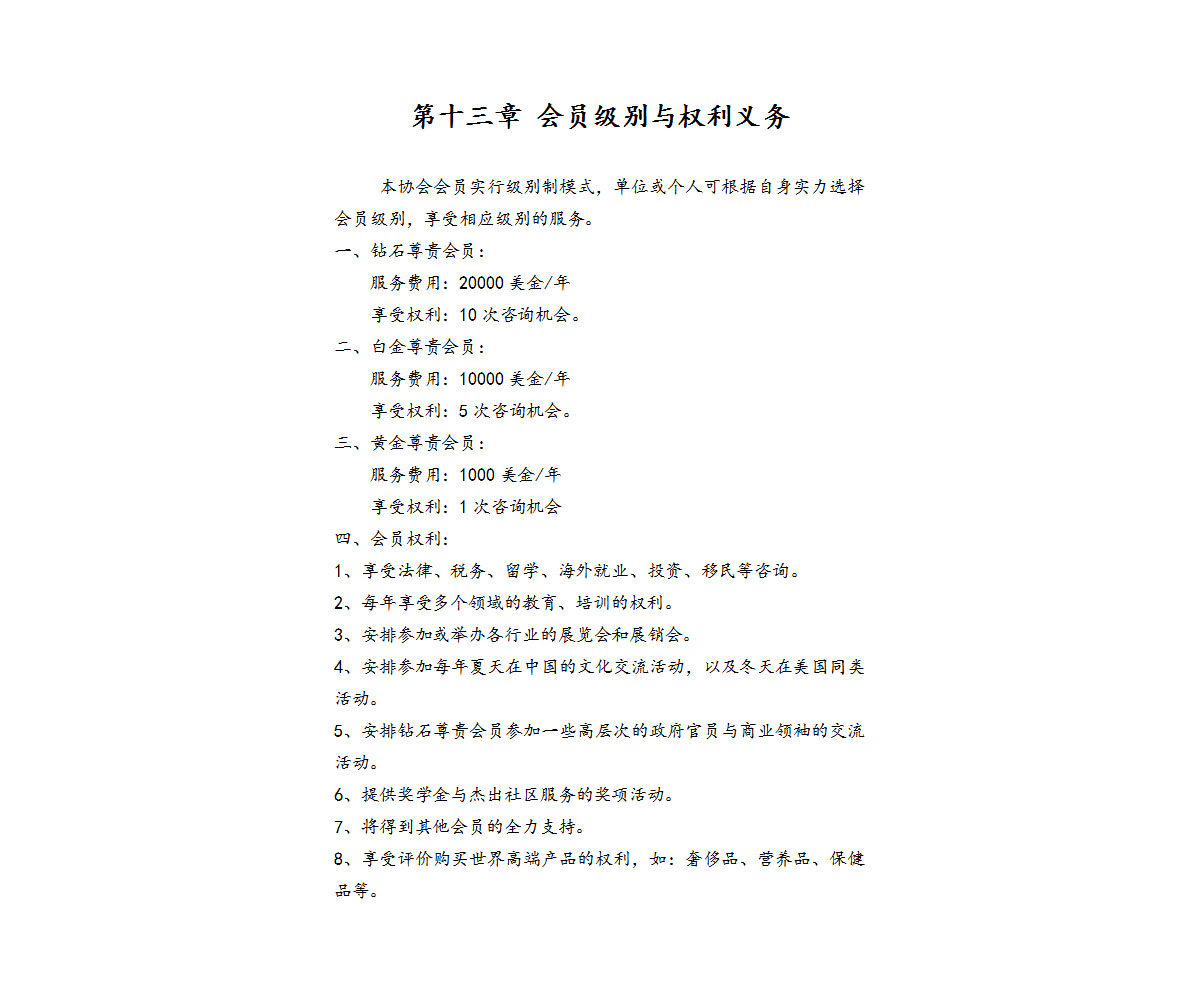 第十三章 会员级别与权利义务
本协会会员实行级别制模式，单位或个人可根据自身实力选择
会员级别，享受相应级别的服务。
一、钻石尊贵会员：
服务费用：20000 美金/年
享受权利：10 次咨询机会。
二、白金尊贵会员：
服务费用：10000 美金/年
享受权利：5 次咨询机会。
三、黄金尊贵会员：
服务费用：1000 美金/年
享受权利：1 次咨询机会
四、会员权利：
1、享受法律、税务、留学、海外就业、投资、移民等咨询。
2、每年享受多个领域的教育、培训的权利。
3、安排参加或举办各行业的展览会和展销会。
4、安排参加每年夏天在中国的文化交流活动，以及冬天在美国同类
活动。
5、安排钻石尊贵会员参加一些高层次的政府官员与商业领袖的交流
活动。
6、提供奖学金与杰出社区服务的奖项活动。
7、将得到其他会员的全力支持。
8、享受评价购买世界高端产品的权利，如：奢侈品、营养品、保健
品等。